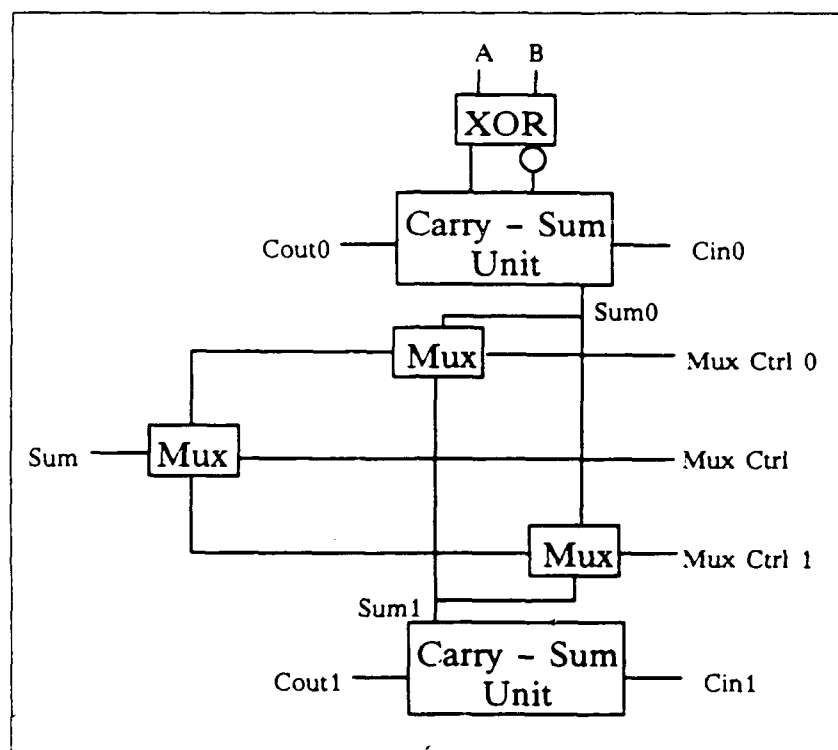 A B
XOR
Carry - Sum
Unit
Cout0
Cin0
Sum0
Mux
Mux Ctrl 0
Sum
Mux
Mux Ctrl
Mux
Mux Ctrl 1
Sum1
Carry - Sum
Unit
Cout1
Cin1